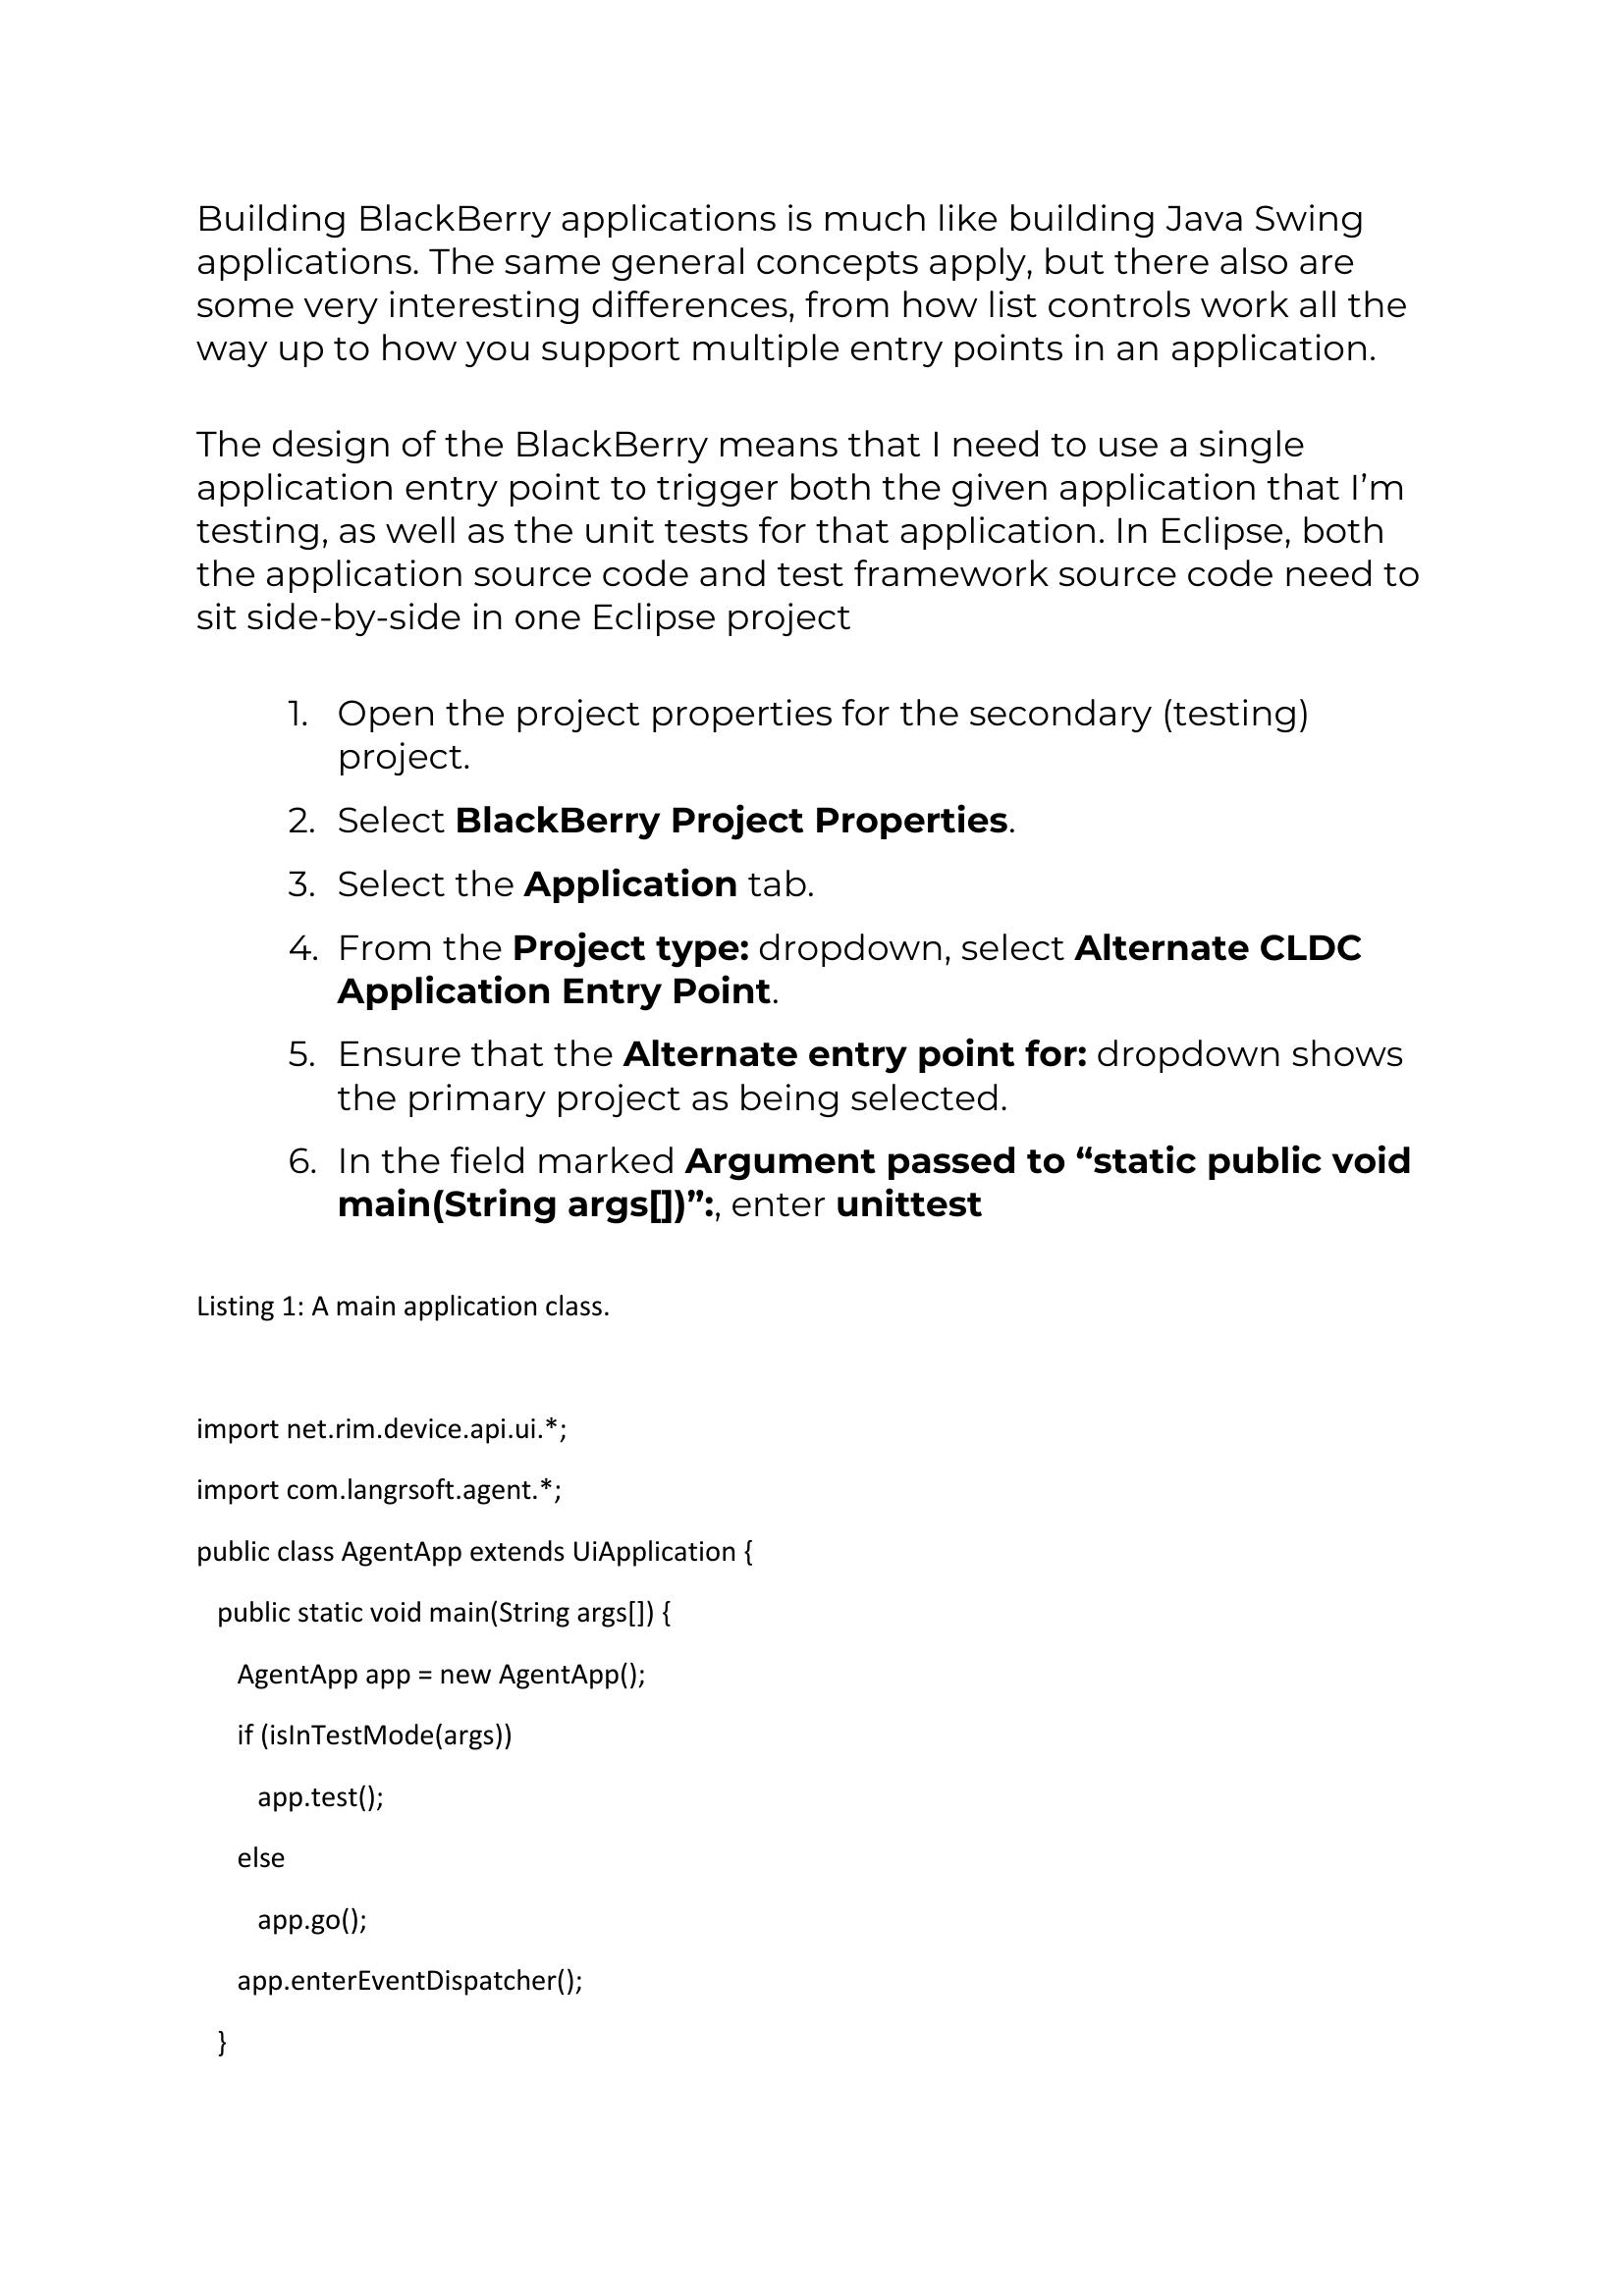 Building BlackBerry applications is much like building Java Swing
applications. The same general concepts apply, but there also are
some very interesting differences, from how list controls work all the
way up to how you support multiple entry points in an application.
The design of the BlackBerry means that I need to use a single
application entry point to trigger both the given application that I’m
testing, as well as the unit tests for that application. In Eclipse, both
the application source code and test framework source code need to
sit side-by-side in one Eclipse project
1. Open the project properties for the secondary (testing)
project.
2. Select BlackBerry Project Properties.
3. Select the Application tab.
4. From the Project type: dropdown, select Alternate CLDC
Application Entry Point.
5. Ensure that the Alternate entry point for: dropdown shows
the primary project as being selected.
6. In the field marked Argument passed to “static public void
main(String args[])”:, enter unittest
Listing 1: A main application class.
import net.rim.device.api.ui.*;
import com.langrsoft.agent.*;
public class AgentApp extends UiApplication {
public static void main(String args[]) {
AgentApp app = new AgentApp();
if (isInTestMode(args))
app.test();
else
app.go();
app.enterEventDispatcher();
}